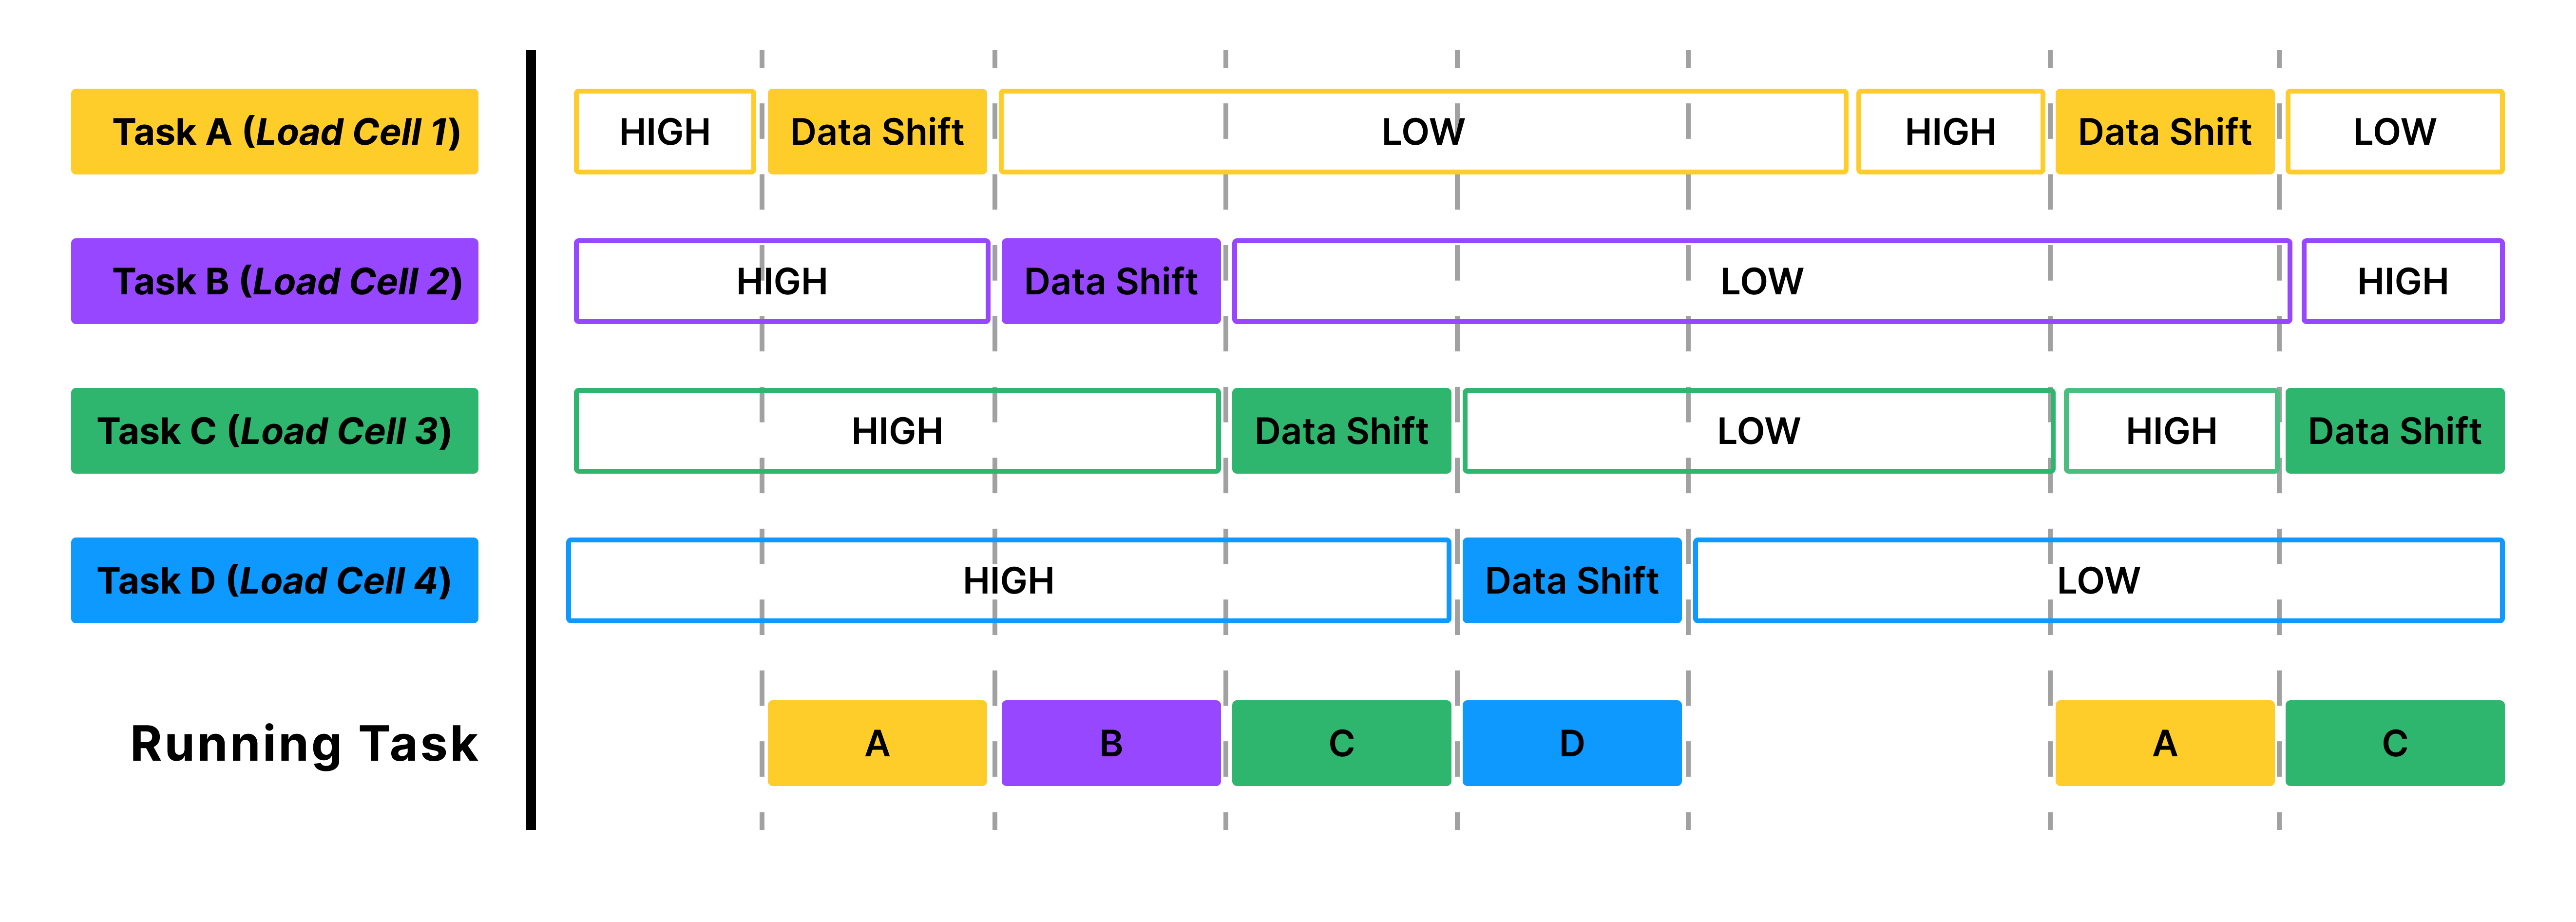 Task A (Load Cell 1) HIGH Data Shift LOW HIGH Data Shift LOW
Task B (Load Cell 2) HIGH Data Shift LOW HIGH
Task C (Load Cell 3) HIGH Data Shift LOW HIGH Data Shift
Task D (Load Cell 4) HIGH Data Shift LOW
Running Task A B C D A C